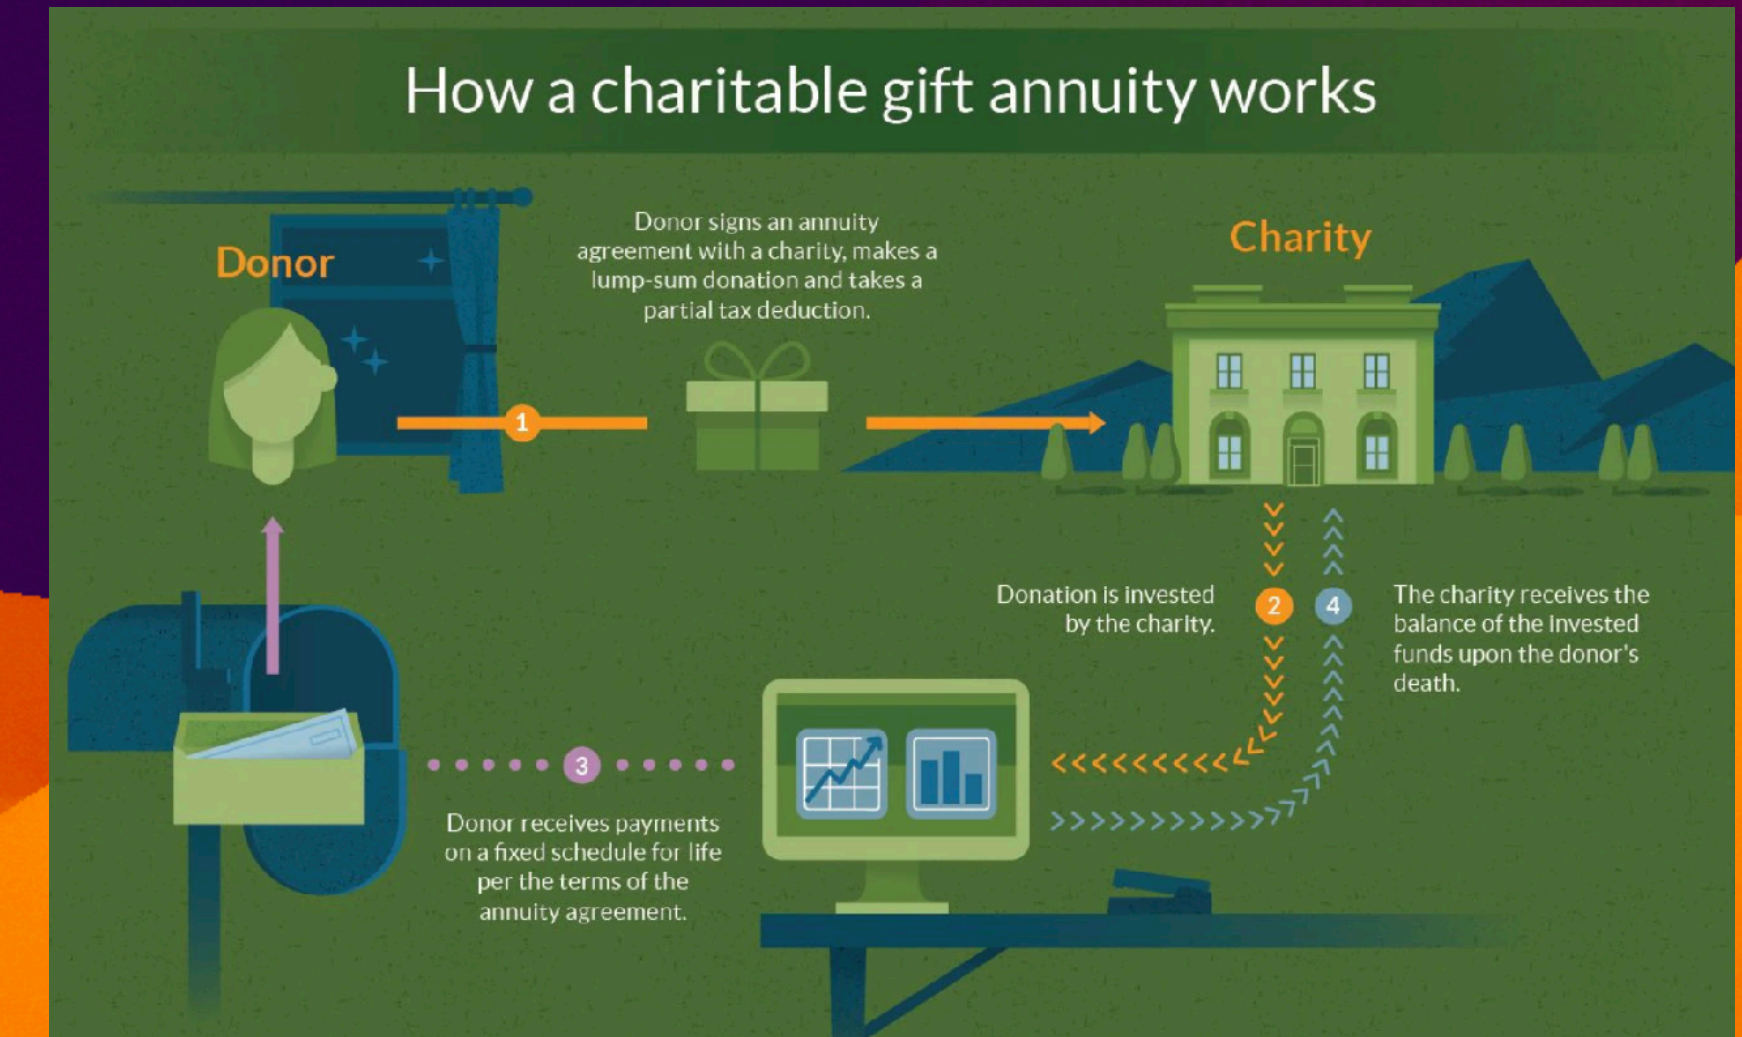 How a charitable gift annuity works
Donor
Donor signs an annuity
agreement with a charity, makes a
lump-sum donation and takes a
partial tax deduction.
Charity
1
Donation is invested
by the charity.
2
4
The charity receives the
balance of the invested
funds upon the donor's
death.
3
Donor receives payments
on a fixed schedule for life
per the terms of the
annuity agreement.